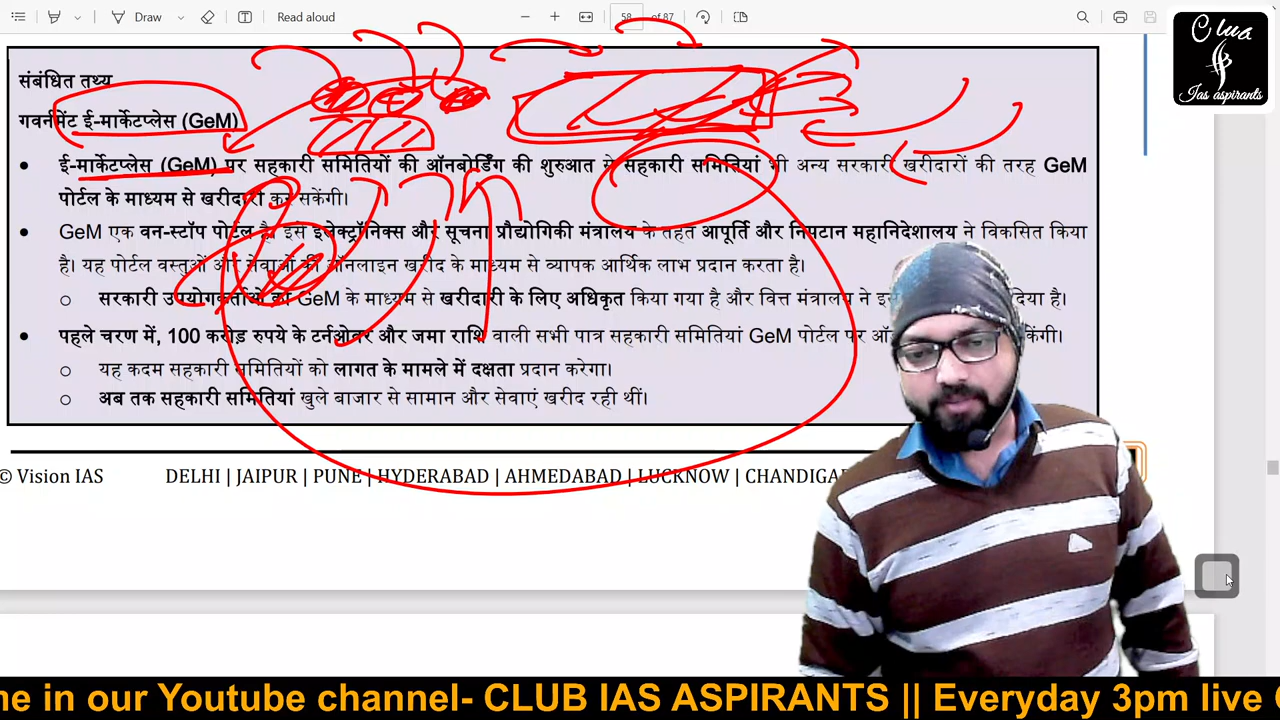 Draw
Read aloud
58 of 87
Club
Ias aspirants
संबंधित तथ्य
गवर्नमेंट ई-मार्केटप्लेस (GeM)
• ई-मार्केटप्लेस (GeM) पर सहकारी समितियों की ऑनबोर्डिंग की शुरुआत से सहकारी समितियां भी अन्य सरकारी खरीदारों की तरह GeM
पोर्टल के माध्यम से खरीदारी कर सकेंगी।
• GeM एक वन-स्टॉप पोर्टल है। इसे इलेक्ट्रॉनिक्स और सूचना प्रौद्योगिकी मंत्रालय के तहत आपूर्ति और निपटान महानिदेशालय ने विकसित किया
है। यह पोर्टल वस्तुओं और सेवाओं की ऑनलाइन खरीद के माध्यम से व्यापक आर्थिक लाभ प्रदान करता है।
o सरकारी उपयोगकर्ताओं को GeM के माध्यम से खरीदारी के लिए अधिकृत किया गया है और वित्त मंत्रालय ने दिया है।
• पहले चरण में, 100 करोड़ रुपये के टर्नओवर और जमा राशि वाली सभी पात्र सहकारी समितियां GeM पोर्टल पर
o यह कदम सहकारी समितियों को लागत के मामले में दक्षता प्रदान करेगा।
o अब तक सहकारी समितियां खुले बाजार से सामान और सेवाएं खरीद रही थीं।
© Vision IAS DELHI | JAIPUR | PUNE | HYDERABAD | AHMEDABAD | LUCKNOW | CHANDIGA
me in our Youtube channel- CLUB IAS ASPIRANTS || Everyday 3pm live